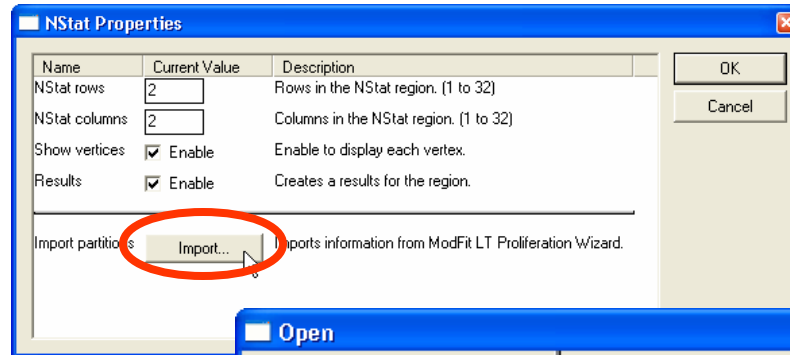 NStat Properties
Name Current Value Description
NStat rows 2 Rows in the NStat region. (1 to 32)
NStat columns 2 Columns in the NStat region. (1 to 32)
Show vertices Enable Enable to display each vertex.
Results Enable Creates a results for the region.
Import partitions Import... Imports information from ModFit LT Proliferation Wizard.
OK
Cancel
Open